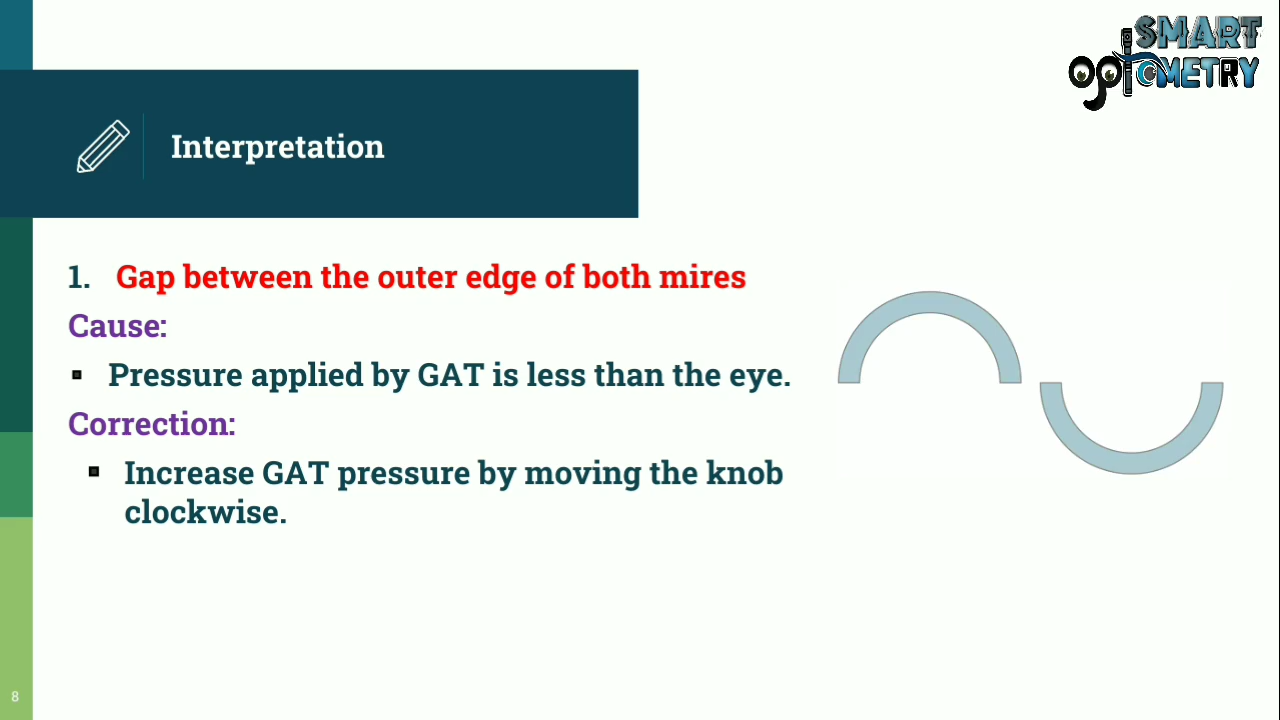 SMART
OPTOMETRY
Interpretation
1. Gap between the outer edge of both mires
Cause:
▪ Pressure applied by GAT is less than the eye.
Correction:
▪ Increase GAT pressure by moving the knob
clockwise.
8